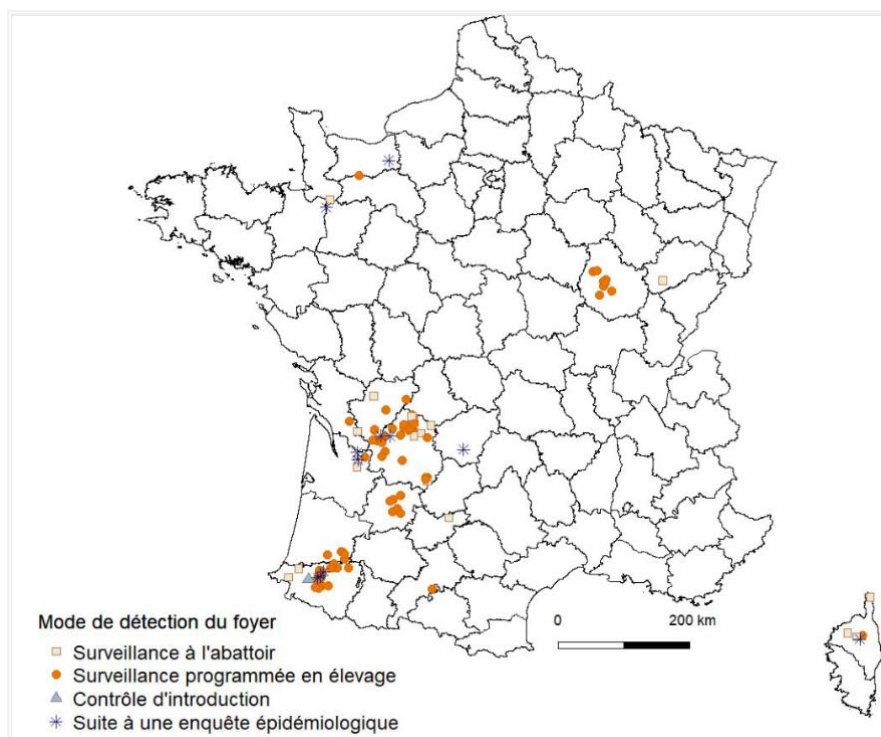 Mode de détection du foyer
Surveillance à l'abattoir
Surveillance programmée en élevage
Contrôle d'introduction
Suite à une enquête épidémiologique
0 200 km